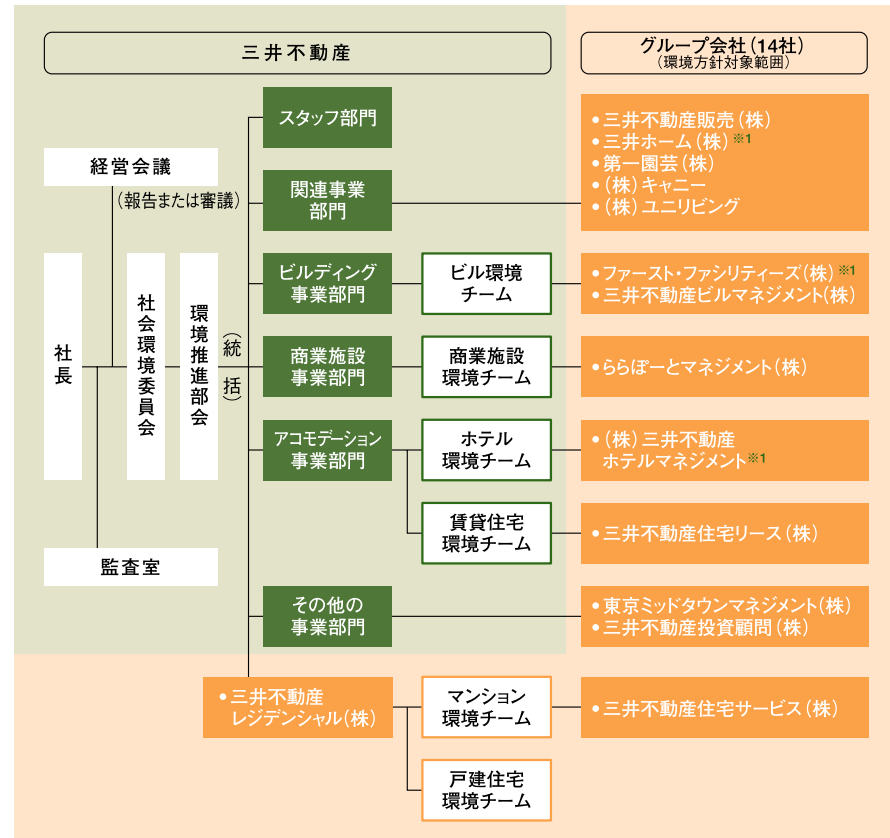 三井不動産
グループ会社(14社)
(環境方針対象範囲)
経営会議
(報告または審議)
社長
社会環境委員会
環境推進部会
(統括)
監査室
スタッフ部門
関連事業
部門
• 三井不動産販売(株)
• 三井ホーム(株)※1
• 第一園芸(株)
• (株)キャニー
• (株)ユニリビング
ビルディング
事業部門
ビル環境
チーム
• ファースト・ファシリティーズ(株)※1
• 三井不動産ビルマネジメント(株)
商業施設
事業部門
商業施設
環境チーム
• ららぽーとマネジメント(株)
アコモデーション
事業部門
ホテル
環境チーム
• (株)三井不動産
ホテルマネジメント※1
賃貸住宅
環境チーム
• 三井不動産住宅リース(株)
その他の
事業部門
• 東京ミッドタウンマネジメント(株)
• 三井不動産投資顧問(株)
• 三井不動産
レジデンシャル(株)
マンション
環境チーム
• 三井不動産住宅サービス(株)
戸建住宅
環境チーム